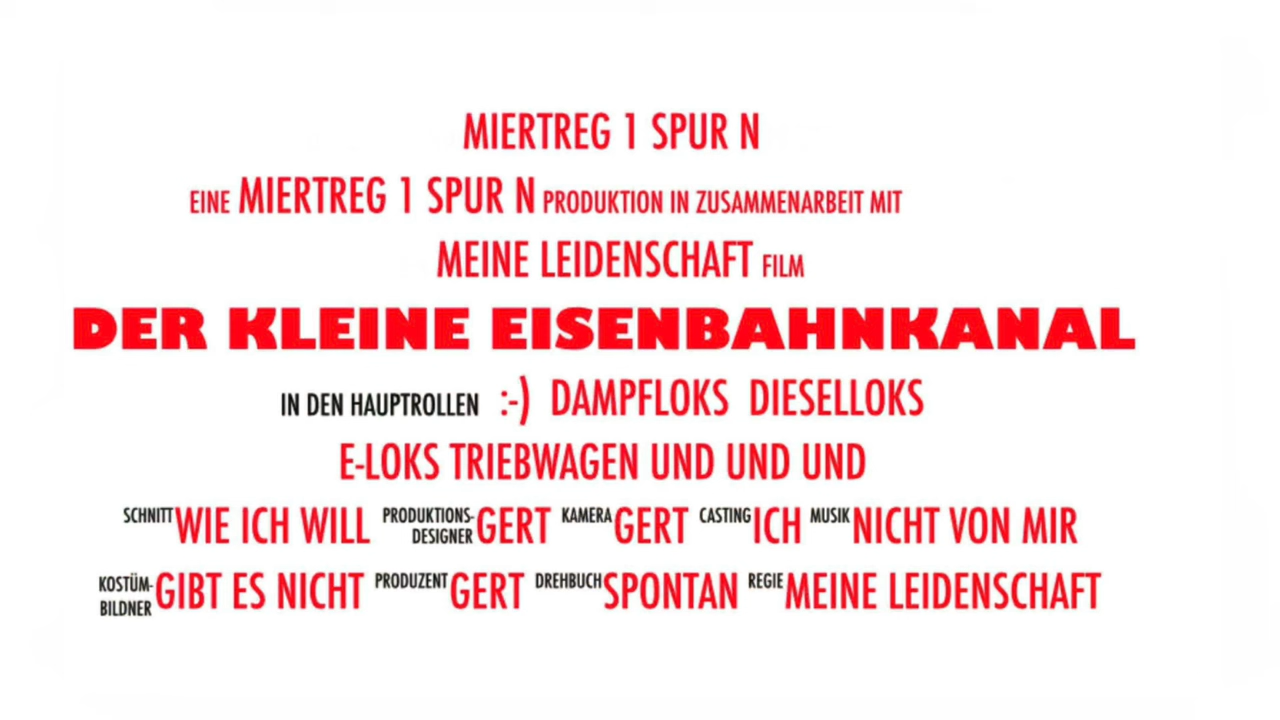 MIERTREG 1 SPUR N
EINE MIERTREG 1 SPUR N PRODUKTION IN ZUSAMMENARBEIT MIT
MEINE LEIDENSCHAFT FILM
DER KLEINE EISENBAHNKANAL
IN DEN HAUPTROLLEN :-) DAMPFLOKS DIESELLOKS
E-LOKS TRIEBWAGEN UND UND UND
SCHNITT WIE ICH WILL PRODUKTIONS-DESIGNER GERT KAMERA GERT CASTING ICH MUSIK NICHT VON MIR
KOSTÜM-BILDNER GIBT ES NICHT PRODUZENT GERT DREHBUCH SPONTAN REGIE MEINE LEIDENSCHAFT